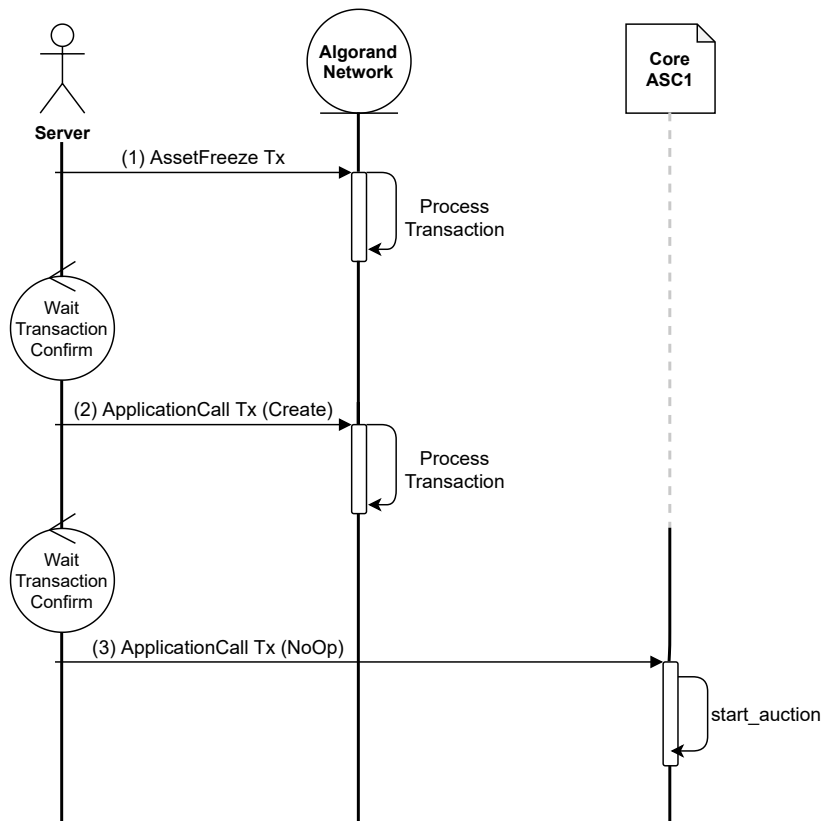 Server
Algorand
Network
Core
ASC1
(1) AssetFreeze Tx
Process
Transaction
Wait
Transaction
Confirm
(2) ApplicationCall Tx (Create)
Process
Transaction
Wait
Transaction
Confirm
(3) ApplicationCall Tx (NoOp)
start_auction